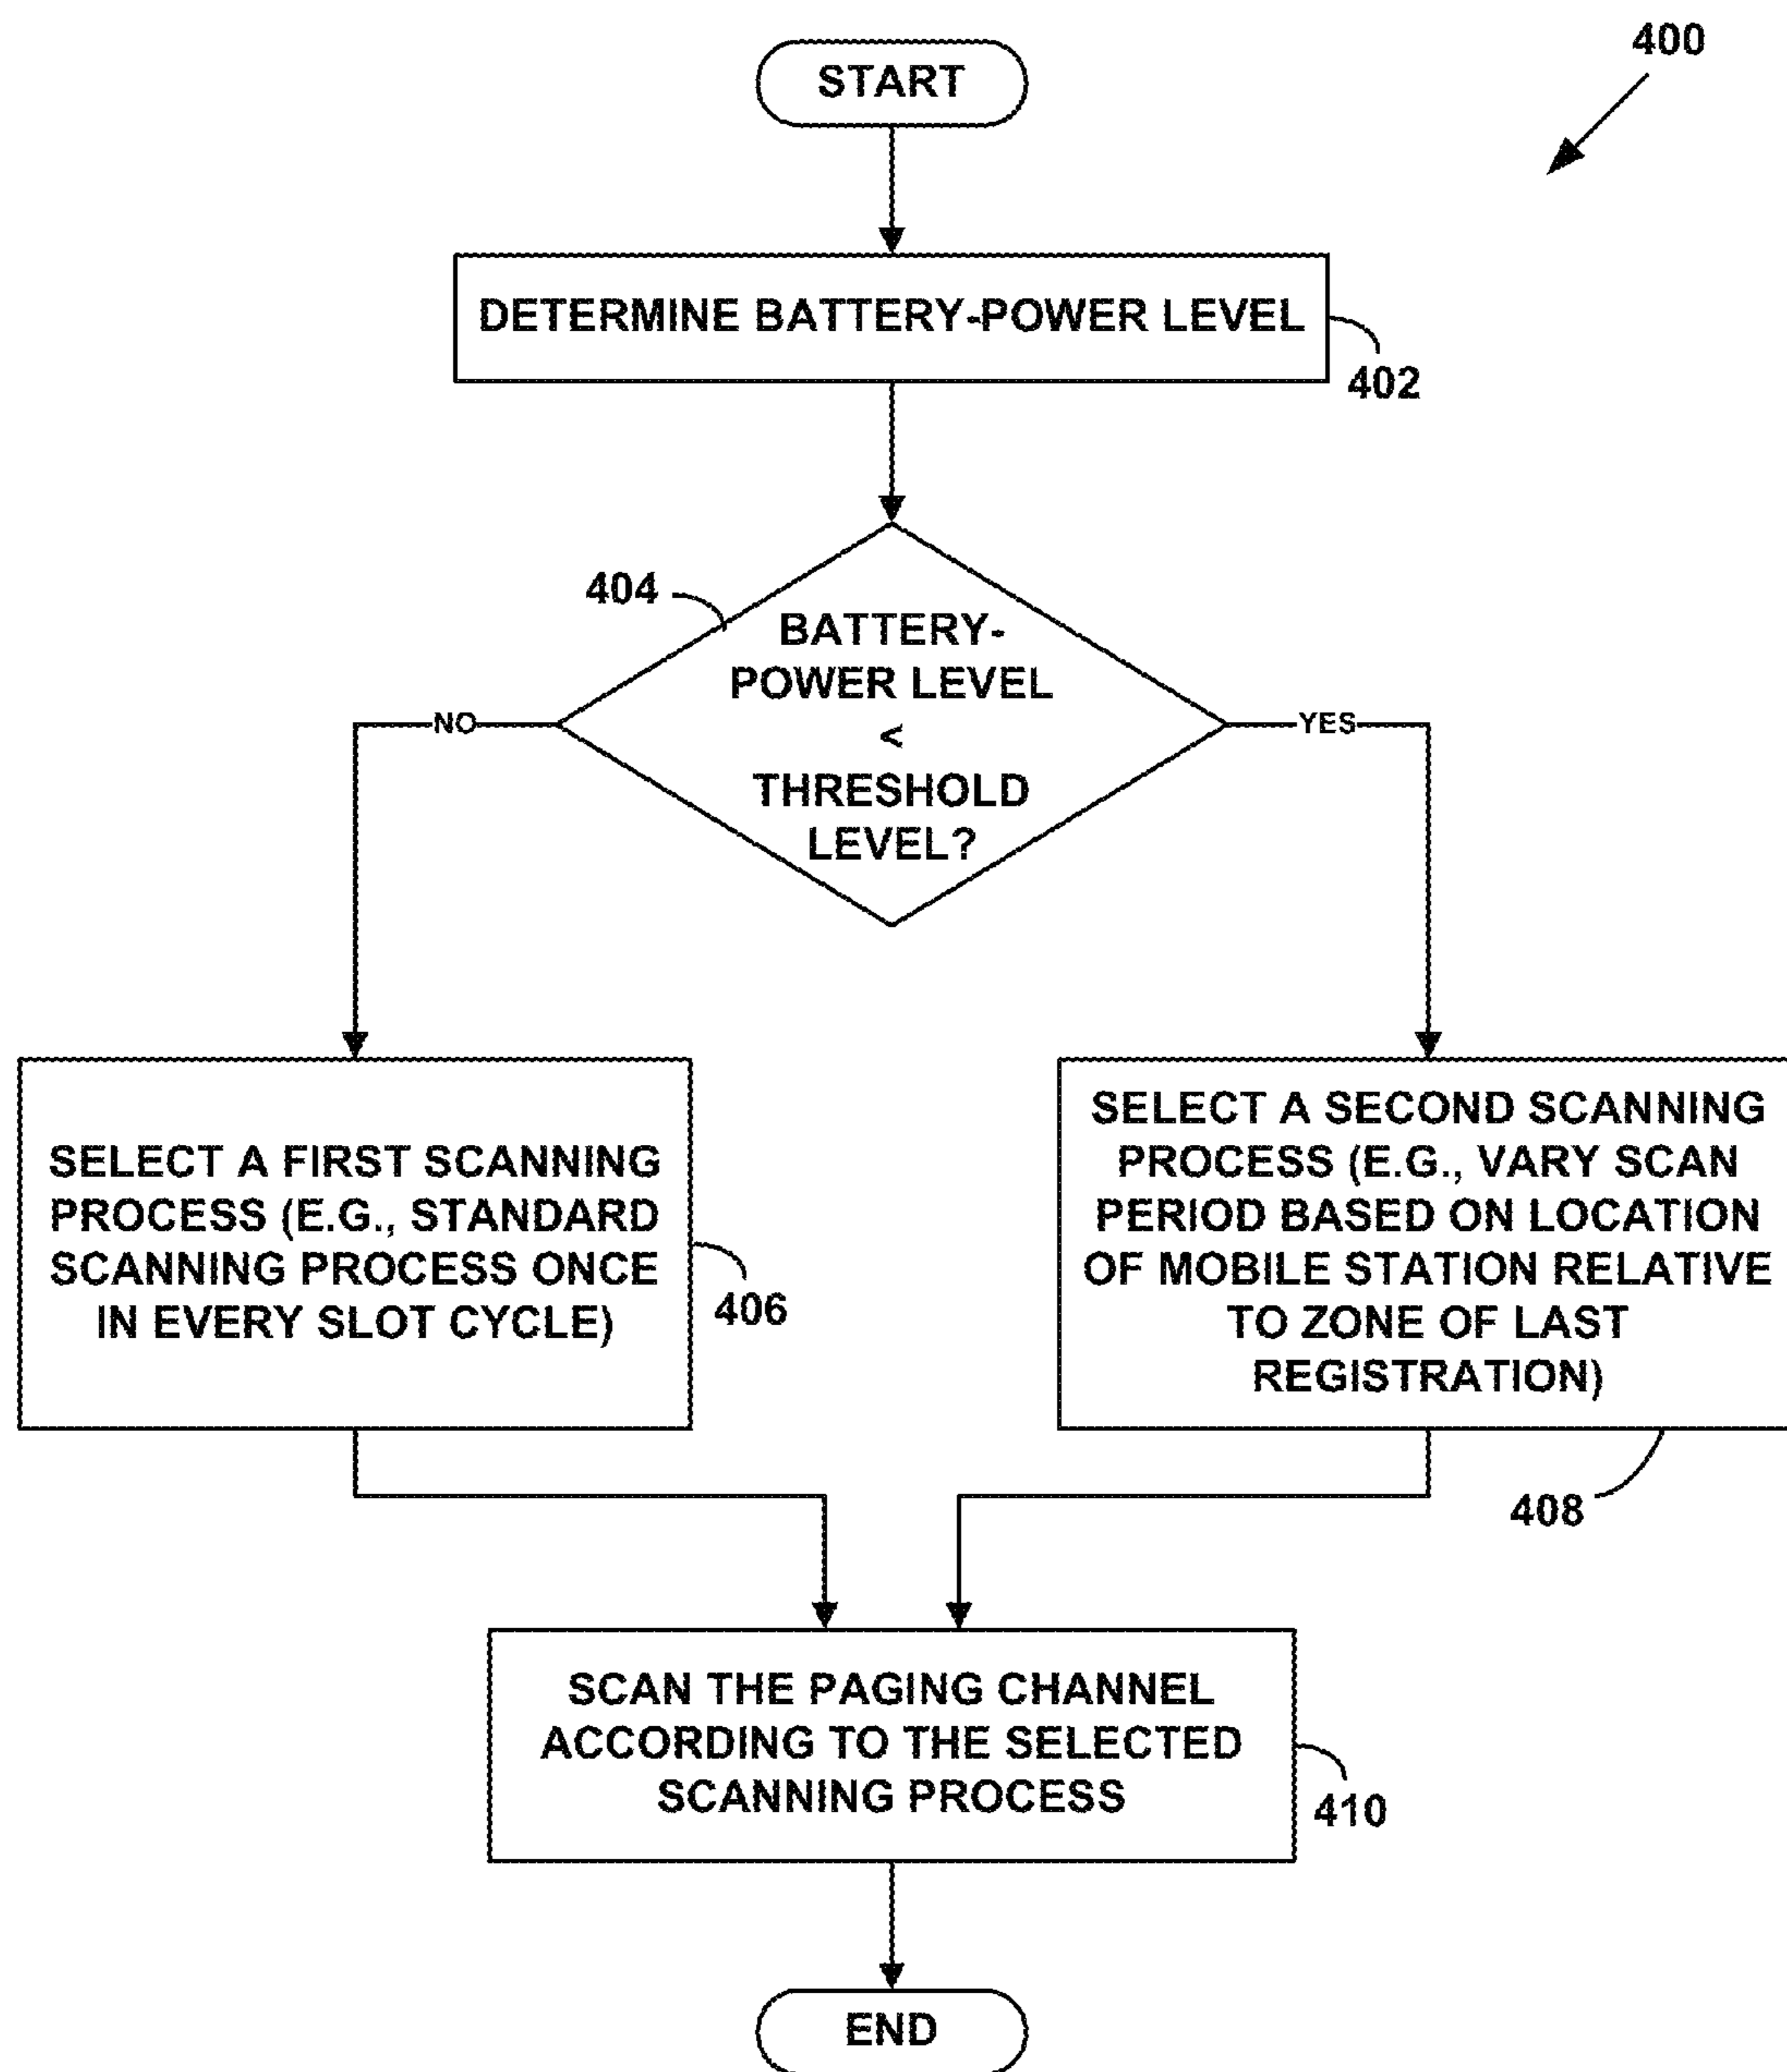 400
START
DETERMINE BATTERY-POWER LEVEL
402
404
BATTERY-
POWER LEVEL
<
THRESHOLD
LEVEL?
NO
YES
SELECT A FIRST SCANNING
PROCESS (E.G., STANDARD
SCANNING PROCESS ONCE
IN EVERY SLOT CYCLE)
406
SELECT A SECOND SCANNING
PROCESS (E.G., VARY SCAN
PERIOD BASED ON LOCATION
OF MOBILE STATION RELATIVE
TO ZONE OF LAST
REGISTRATION)
408
SCAN THE PAGING CHANNEL
ACCORDING TO THE SELECTED
SCANNING PROCESS
410
END